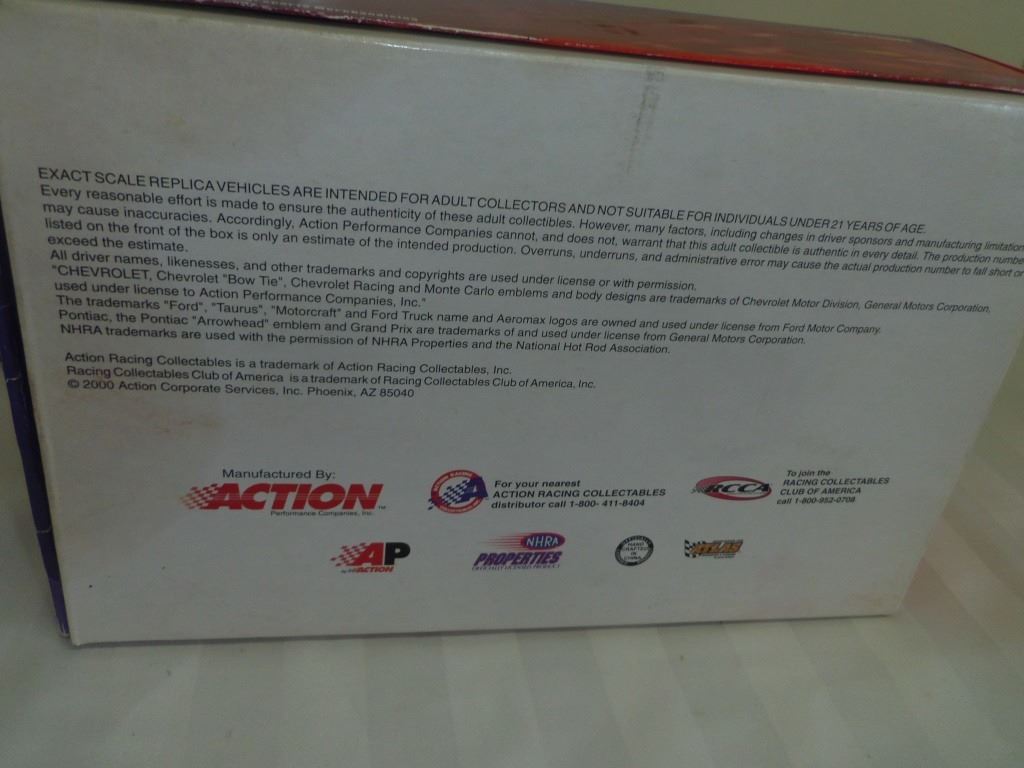 EXACT SCALE REPLICA VEHICLES ARE INTENDED FOR ADULT COLLECTORS AND NOT SUITABLE FOR INDIVIDUALS UNDER 21 YEARS OF AGE.
Every reasonable effort is made to ensure the authenticity of these adult collectibles. However, many factors, including changes in driver sponsors and manufacturing limitation
may cause inaccuracies. Accordingly, Action Performance Companies cannot, and does not, warrant that this adult collectible is authentic in every detail. The production numbe
listed on the front of the box is only an estimate of the intended production. Overruns, underruns, and administrative error may cause the actual production number to fall short or
exceed the estimate.
All driver names, likenesses, and other trademarks and copyrights are used under license or with permission.
"CHEVROLET, Chevrolet "Bow Tie", Chevrolet Racing and Monte Carlo emblems and body designs are trademarks of Chevrolet Motor Division, General Motors Corporation,
used under license to Action Performance Companies, Inc."
The trademarks "Ford", "Taurus", "Motorcraft" and Ford Truck name and Aeromax logos are owned and used under license from Ford Motor Company.
Pontiac, the Pontiac "Arrowhead" emblem and Grand Prix are trademarks of and used under license from General Motors Corporation.
NHRA trademarks are used with the permission of NHRA Properties and the National Hot Rod Association.
Action Racing Collectables is a trademark of Action Racing Collectables, Inc.
Racing Collectables Club of America is a trademark of Racing Collectables Club of America, Inc.
© 2000 Action Corporate Services, Inc. Phoenix, AZ 85040
Manufactured By:
ACTION™
Performance Companies, Inc.
A
For your nearest
ACTION RACING COLLECTABLES
distributor call 1-800- 411-8404
RCCA
To join the
RACING COLLECTABLES
CLUB OF AMERICA
call 1-800-952-0708
AP
by ACTION
NHRA
PROPERTIES
OFFICIALLY LICENSED PRODUCT
HAND
CRAFTED
IN
CHINA
ATLAS